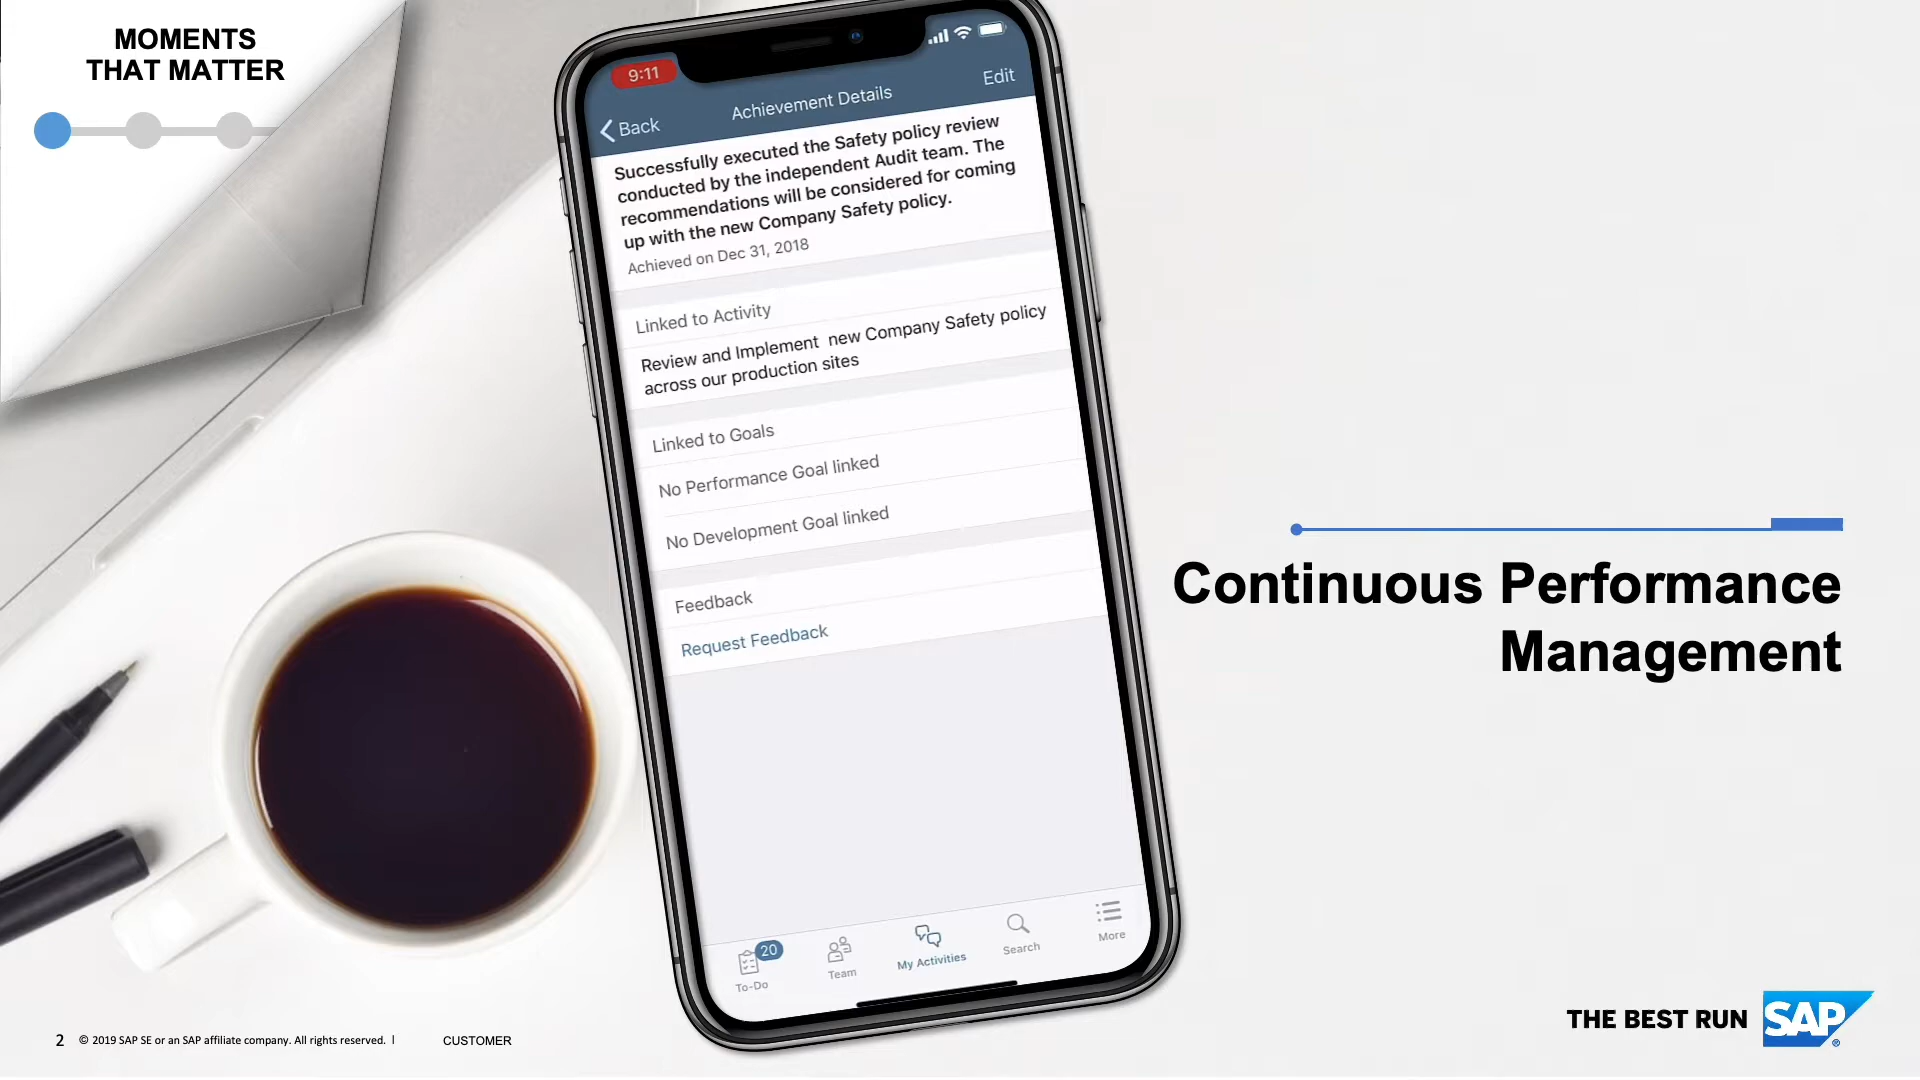 MOMENTS
THAT MATTER
9:11
Back
Achievement Details
Edit
Successfully executed the Safety policy review
conducted by the independent Audit team. The
recommendations will be considered for coming
up with the new Company Safety policy.
Achieved on Dec 31, 2018
Linked to Activity
Review and Implement  new Company Safety policy
across our production sites
Linked to Goals
No Performance Goal linked
No Development Goal linked
Feedback
Request Feedback
20
To-Do
Team
My Activities
Search
More
Continuous Performance
Management
2 © 2019 SAP SE or an SAP affiliate company. All rights reserved. | CUSTOMER
THE BEST RUN SAP®